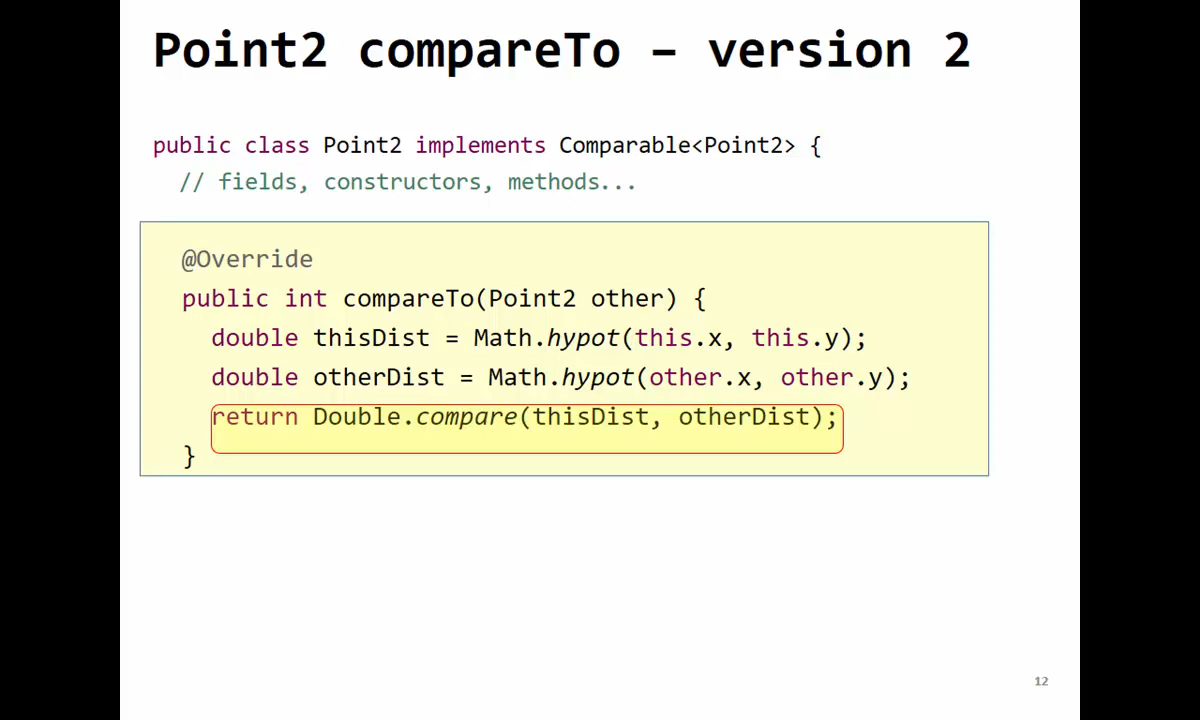 Point2 compareTo – version 2
public class Point2 implements Comparable<Point2> {
// fields, constructors, methods...
@Override
public int compareTo(Point2 other) {
double thisDist = Math.hypot(this.x, this.y);
double otherDist = Math.hypot(other.x, other.y);
return Double.compare(thisDist, otherDist);
}
12